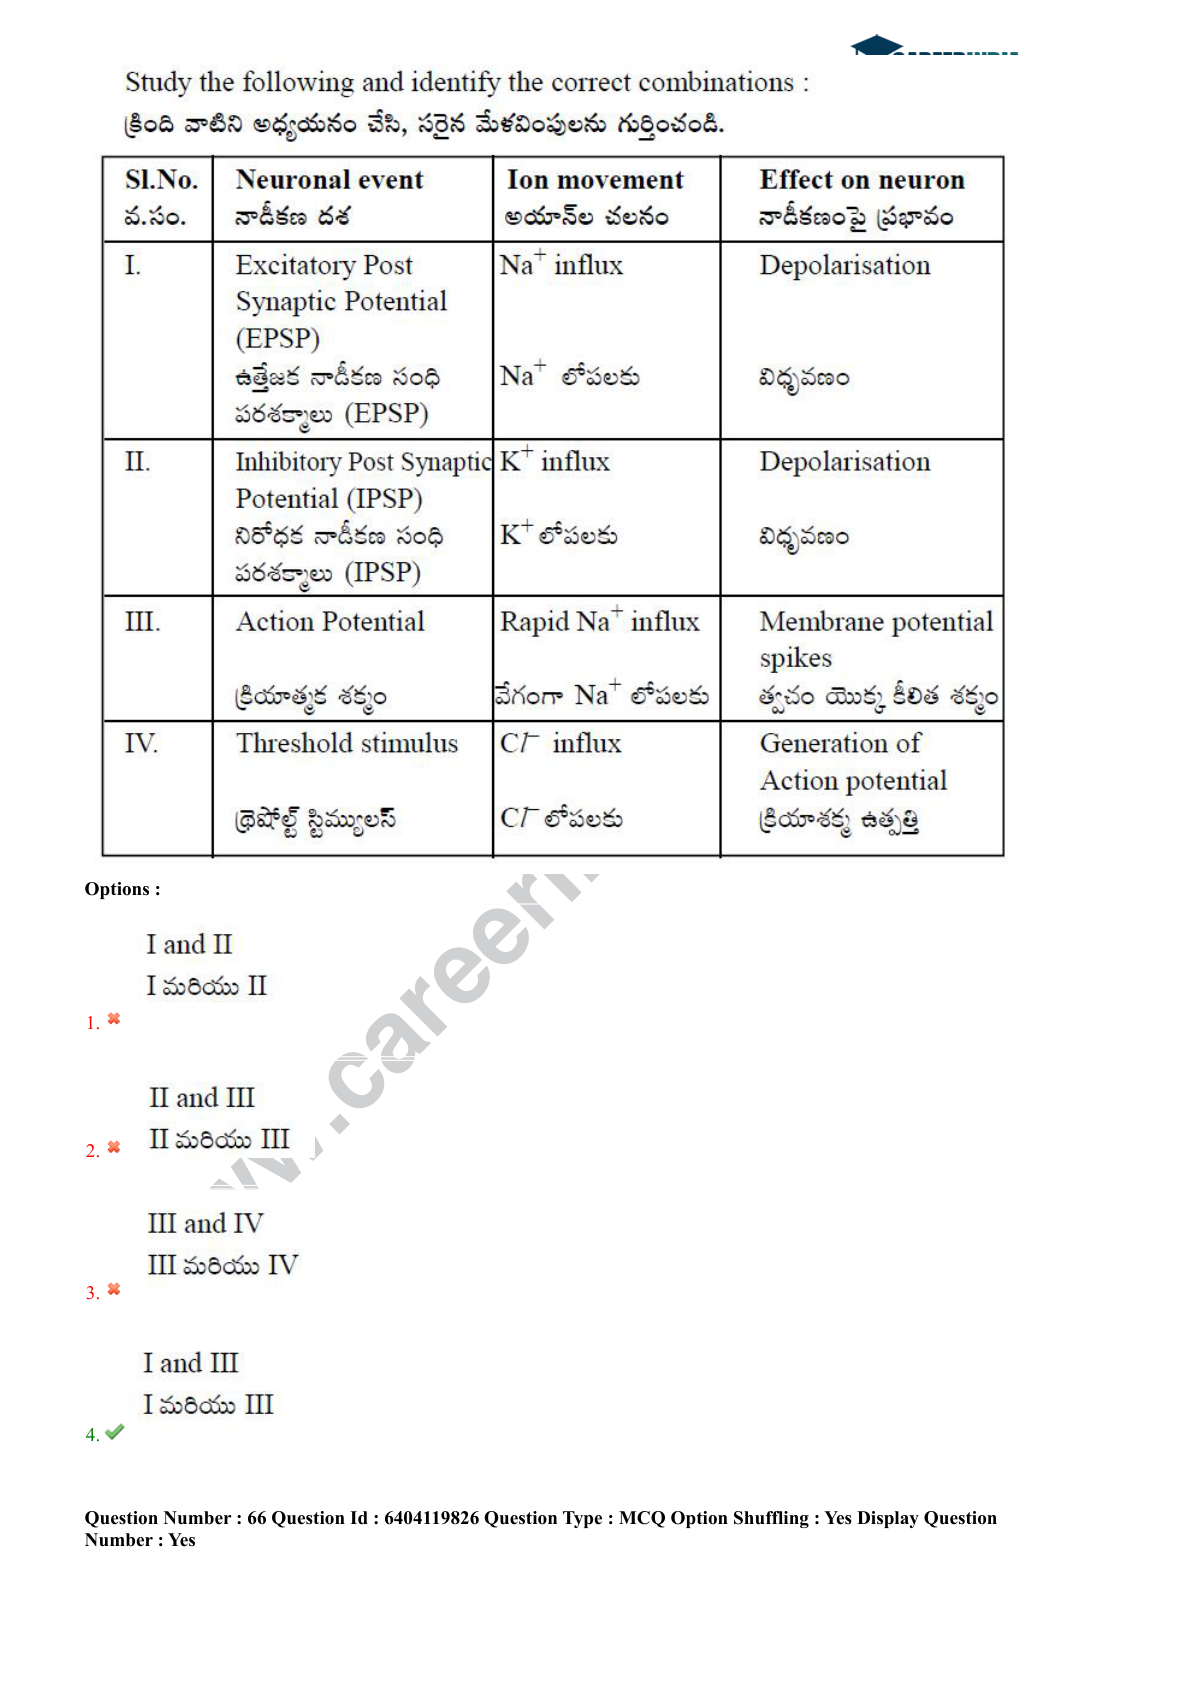 Study the following and identify the correct combinations :
క్రింది వాటిని అధ్యయనం చేసి, సరైన మేళవింపులను గుర్తించండి.
Sl.No. Neuronal event Ion movement Effect on neuron
వ.సం. నాడీకణ దశ అయాన్‌ల చలనం నాడీకణంపై ప్రభావం
I. Excitatory Post Na+ influx Depolarisation
Synaptic Potential
(EPSP)
ఉత్తేజక నాడీకణ సంధి Na+ లోపలకు విధృవణం
పరశక్మాలు (EPSP)
II. Inhibitory Post Synaptic K+ influx Depolarisation
Potential (IPSP)
నిరోధక నాడీకణ సంధి K+ లోపలకు విధృవణం
పరశక్మాలు (IPSP)
III. Action Potential Rapid Na+ influx Membrane potential
spikes
క్రియాత్మక శక్మం వేగంగా Na+ లోపలకు త్వచం యొక్క కీలిత శక్మం
IV. Threshold stimulus Cl− influx Generation of
Action potential
థ్రెషోల్ట్ స్టిమ్యులస్ Cl− లోపలకు క్రియాశక్మ ఉత్పత్తి
Options :
I and II
I మరియు II
1.
II and III
II మరియు III
2.
III and IV
III మరియు IV
3.
I and III
I మరియు III
4.
Question Number : 66 Question Id : 6404119826 Question Type : MCQ Option Shuffling : Yes Display Question
Number : Yes